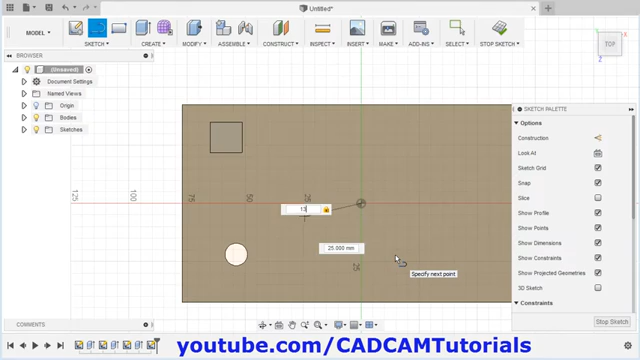 Untitled*
MODEL
SKETCH
CREATE
MODIFY
ASSEMBLE
CONSTRUCT
INSPECT
INSERT
MAKE
ADD-INS
SELECT
STOP SKETCH
TOP
X
Z
BROWSER
(Unsaved)
Document Settings
Named Views
Origin
Bodies
Sketches
125
75
50
25
13
25.000 mm
25
Specify next point
SKETCH PALETTE
Options
Construction
Look At
Sketch Grid
Snap
Slice
Show Profile
Show Points
Show Dimensions
Show Constraints
Show Projected Geometries
3D Sketch
Constraints
Stop Sketch
COMMENTS
youtube.com/CADCAMTutorials